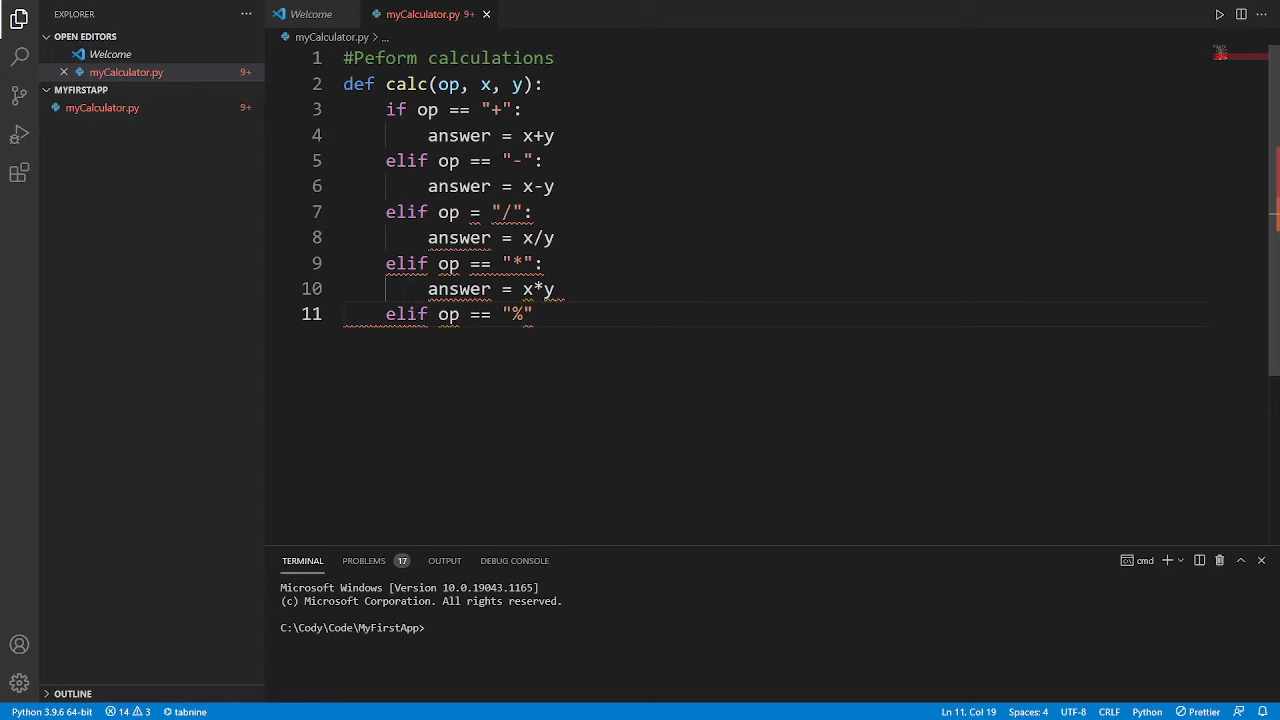 EXPLORER
···
Welcome
myCalculator.py 9+
OPEN EDITORS
Welcome
myCalculator.py 9+
MYFIRSTAPP
myCalculator.py 9+
OUTLINE
myCalculator.py > ...
1 #Peform calculations
2 def calc(op, x, y):
3 if op == "+":
4 answer = x+y
5 elif op == "-":
6 answer = x-y
7 elif op = "/":
8 answer = x/y
9 elif op == "*":
10 answer = x*y
11 elif op == "%"
TERMINAL PROBLEMS 17 OUTPUT DEBUG CONSOLE
cmd
Microsoft Windows [Version 10.0.19043.1165]
(c) Microsoft Corporation. All rights reserved.
C:\Cody\Code\MyFirstApp>
Python 3.9.6 64-bit 14 3 tabnine
Ln 11, Col 19 Spaces: 4 UTF-8 CRLF Python Prettier